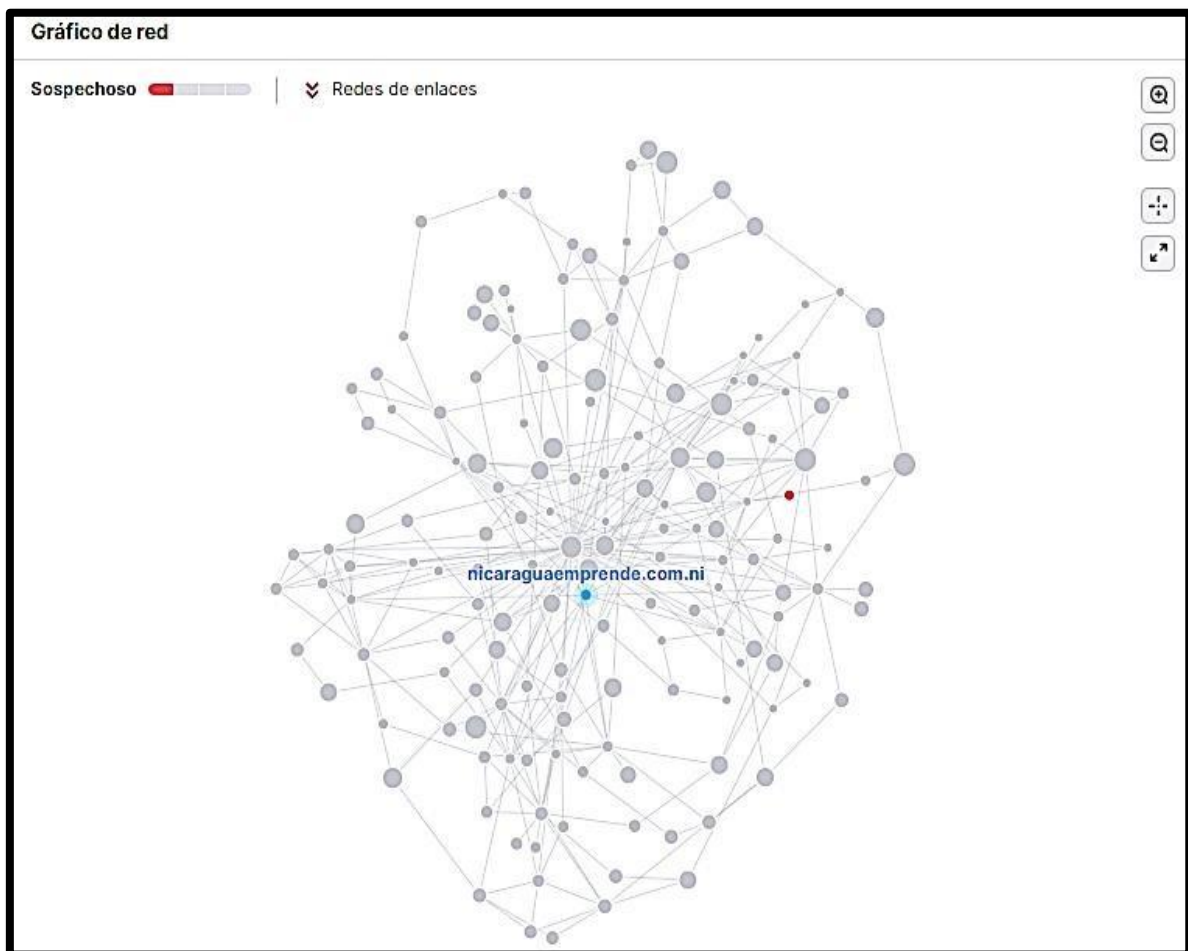 Gráfico de red
Sospechoso
Redes de enlaces
nicaraguaemprende.com.ni